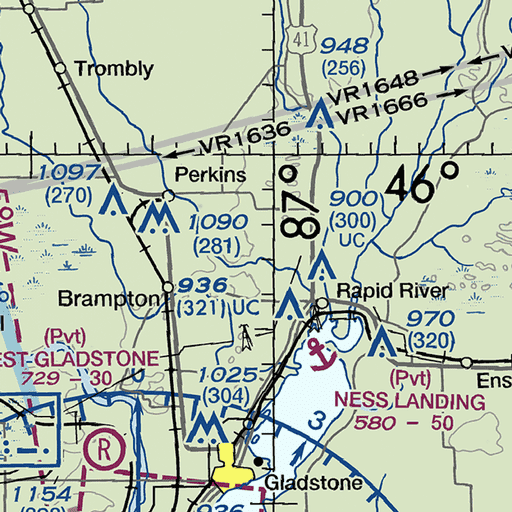 41
948
(256)
Trombly
VR1648
VR1666
VR1636
1097
(270)
Perkins
87°
46°
1090
(281)
900
(300)
UC
Brampton
936
(321) UC
Rapid River
970
(320)
(Pvt)
EST GLADSTONE
729 - 30
1025
(304)
(Pvt)
NESS LANDING
580 - 50
Ens
3
R
Gladstone
1154
936